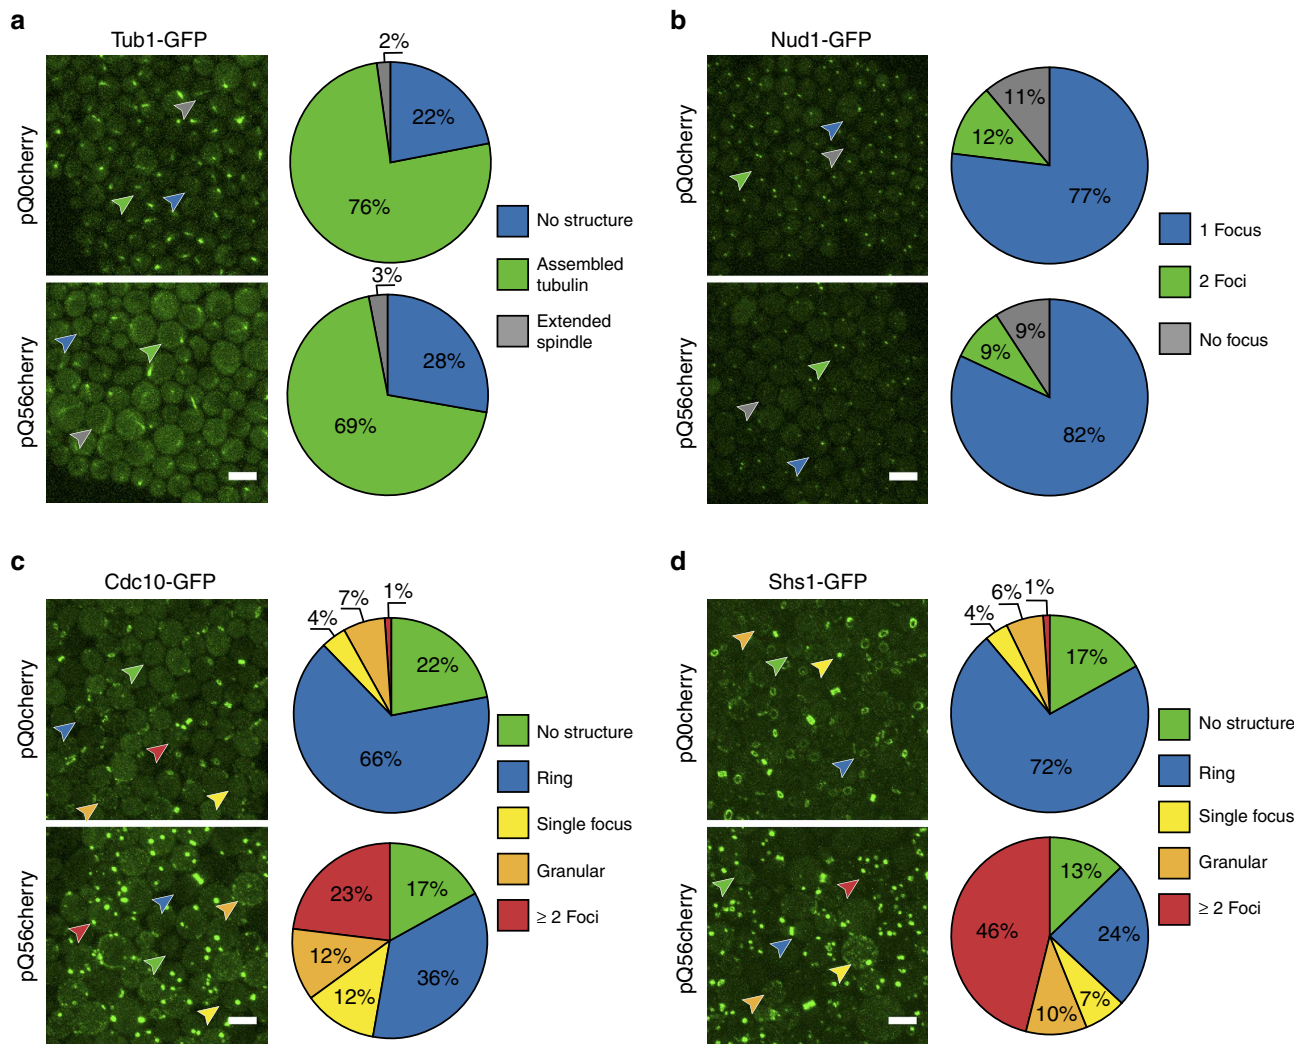 a
Tub1-GFP
pQ0cherry
2%
22%
76%
pQ56cherry
3%
28%
69%
No structure
Assembled
tubulin
Extended
spindle
b
Nud1-GFP
pQ0cherry
11%
12%
77%
pQ56cherry
9%
9%
82%
1 Focus
2 Foci
No focus
c
Cdc10-GFP
pQ0cherry
4%
7%
1%
22%
66%
pQ56cherry
23%
17%
12%
12%
36%
No structure
Ring
Single focus
Granular
≥ 2 Foci
d
Shs1-GFP
pQ0cherry
4%
6%
1%
17%
72%
pQ56cherry
13%
46%
24%
7%
10%
No structure
Ring
Single focus
Granular
≥ 2 Foci